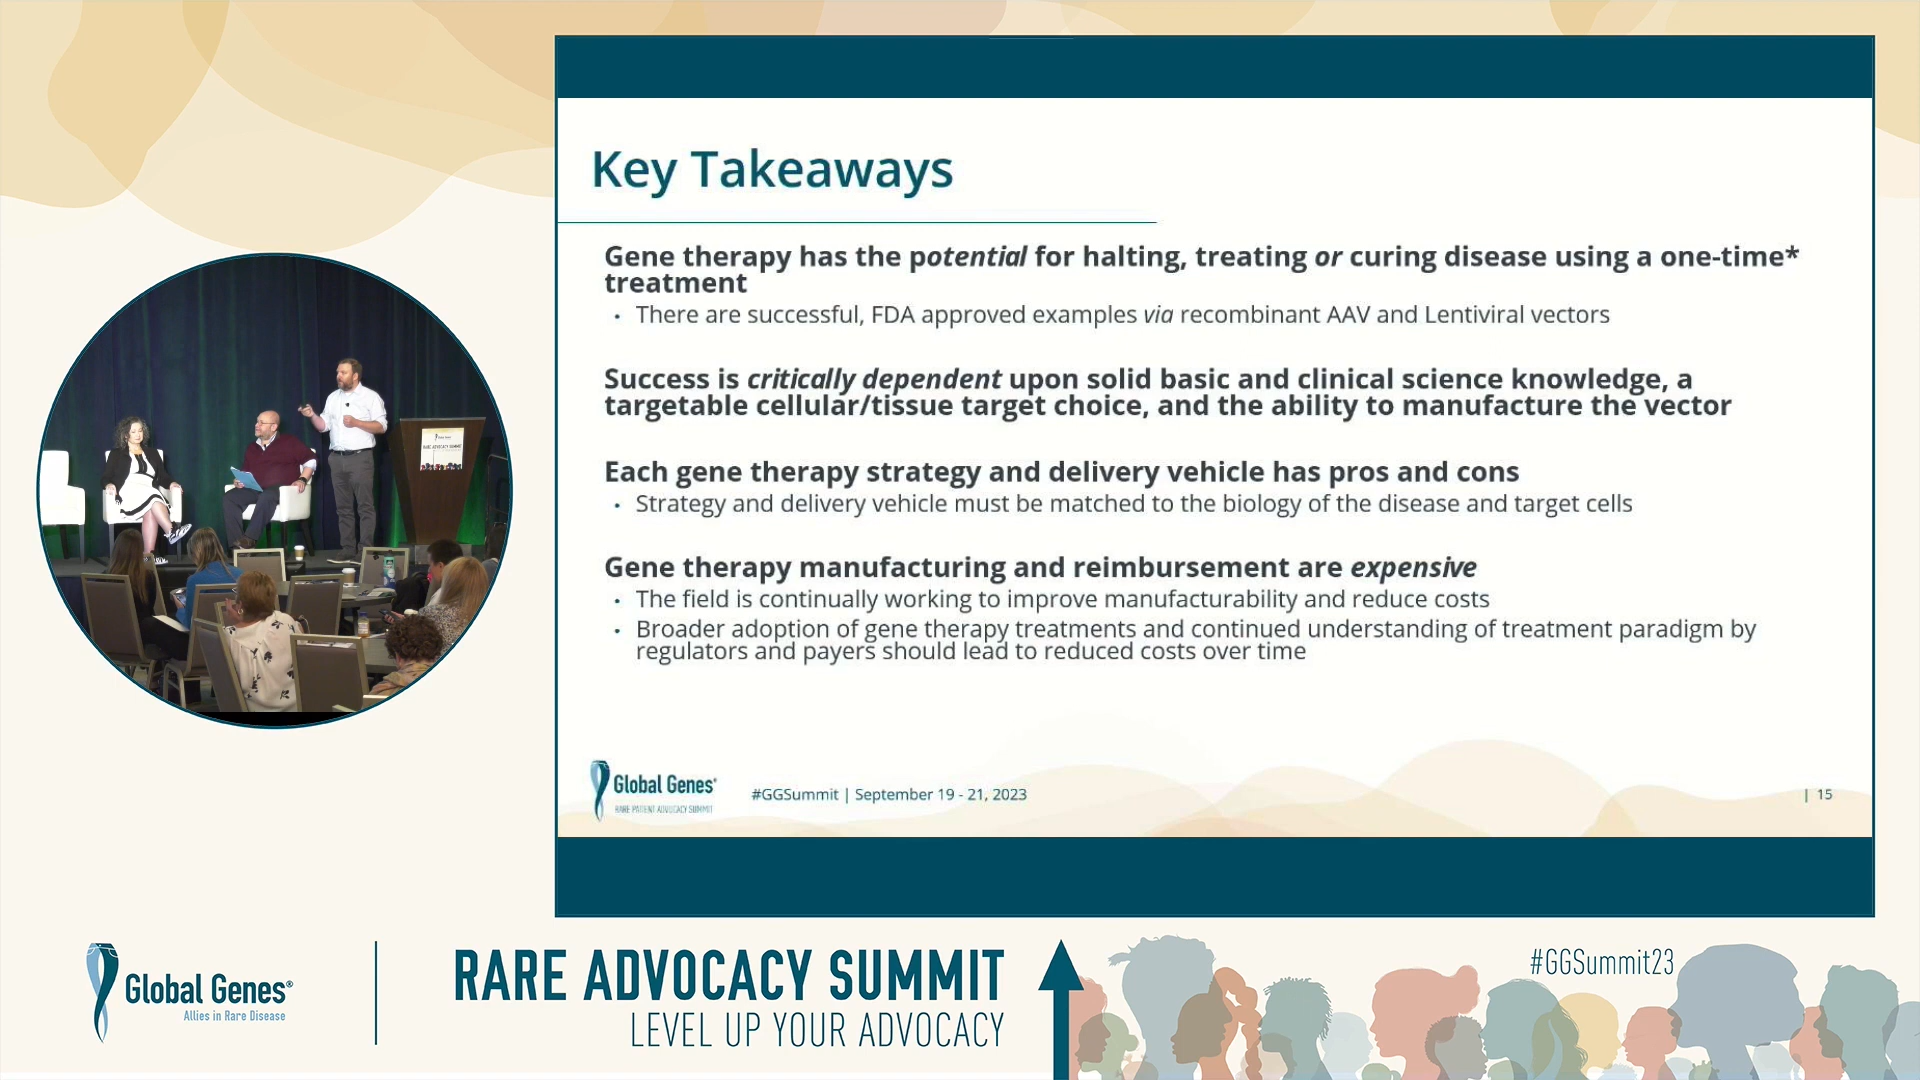 Key Takeaways
Gene therapy has the potential for halting, treating or curing disease using a one-time*
treatment
• There are successful, FDA approved examples via recombinant AAV and Lentiviral vectors
Success is critically dependent upon solid basic and clinical science knowledge, a
targetable cellular/tissue target choice, and the ability to manufacture the vector
Each gene therapy strategy and delivery vehicle has pros and cons
• Strategy and delivery vehicle must be matched to the biology of the disease and target cells
Gene therapy manufacturing and reimbursement are expensive
• The field is continually working to improve manufacturability and reduce costs
• Broader adoption of gene therapy treatments and continued understanding of treatment paradigm by
regulators and payers should lead to reduced costs over time
Global Genes®
RARE PATIENT ADVOCACY SUMMIT
#GGSummit | September 19 - 21, 2023
| 15
RARE ADVOCACY SUMMIT
Global Genes®
Allies in Rare Disease
RARE ADVOCACY SUMMIT
LEVEL UP YOUR ADVOCACY
#GGSummit23